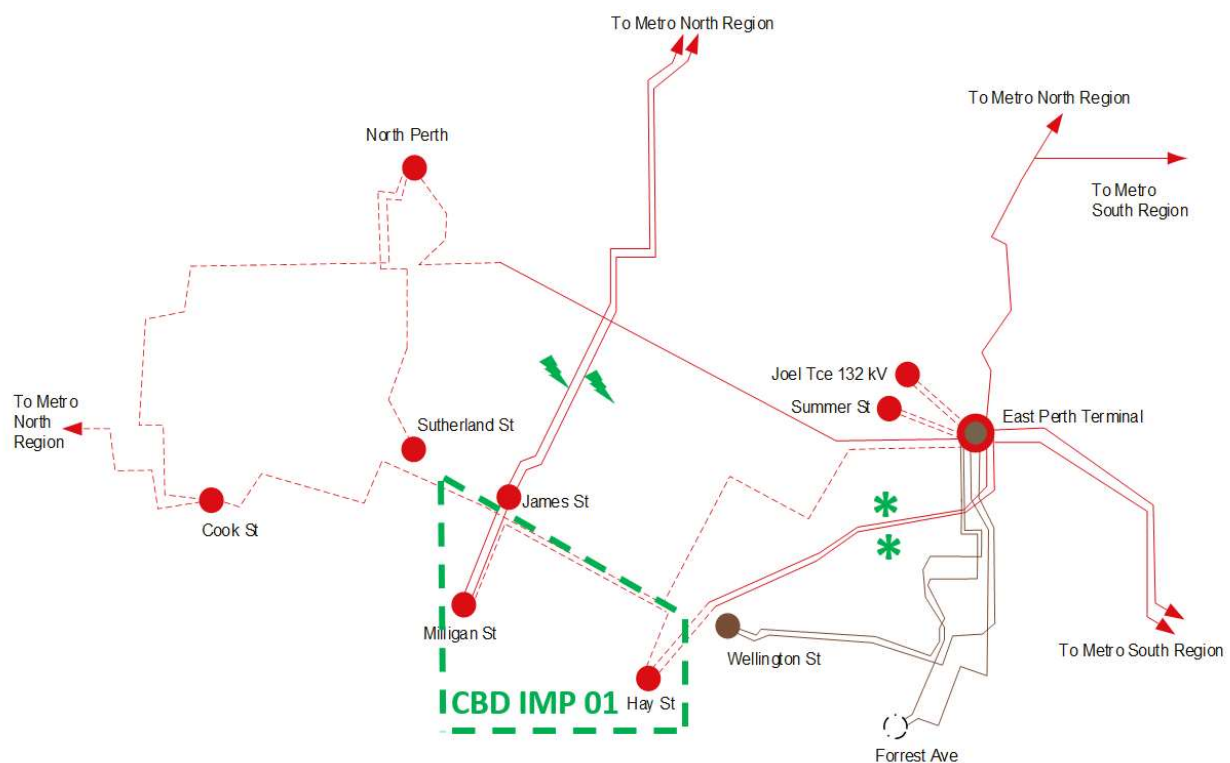 To Metro North Region
To Metro North Region
North Perth
To Metro
South Region
Joel Tce 132 kV
Summer St
East Perth Terminal
To Metro
North
Region
Sutherland St
James St
Cook St
*
*
Milligan St
Wellington St
To Metro South Region
CBD IMP 01
Hay St
Forrest Ave